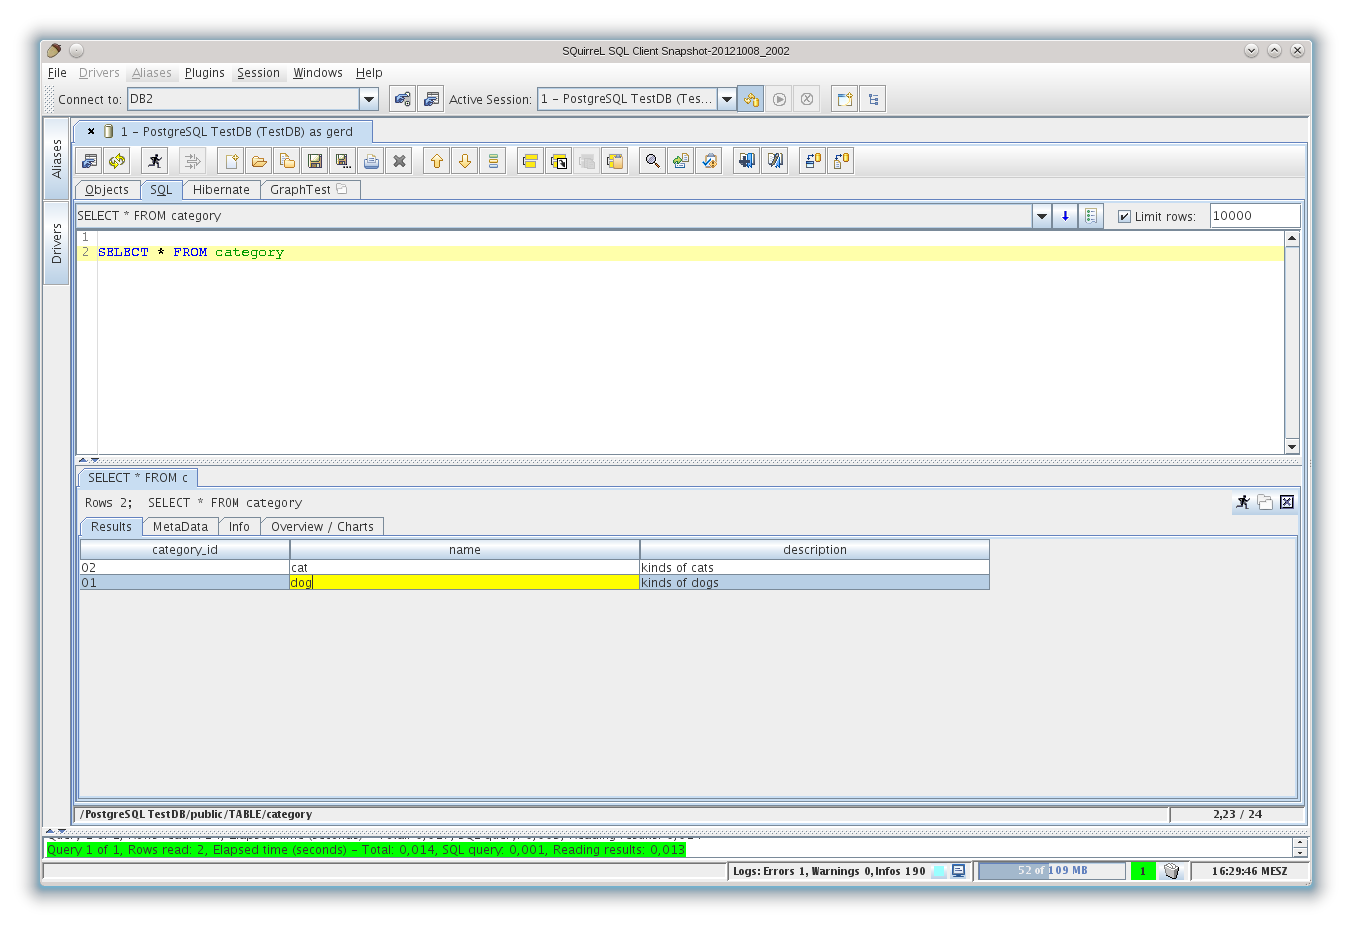 SQuirreL SQL Client Snapshot-20121008_2002
File Drivers Aliases Plugins Session Windows Help
Connect to: DB2 Active Session: 1 - PostgreSQL TestDB (Tes...
Aliases
Drivers
1 - PostgreSQL TestDB (TestDB) as gerd
Objects SQL Hibernate GraphTest
SELECT * FROM category Limit rows: 10000
1
2 SELECT * FROM category
SELECT * FROM c
Rows 2; SELECT * FROM category
Results MetaData Info Overview / Charts
category_id name description
02 cat kinds of cats
01 dog kinds of dogs
/PostgreSQL TestDB/public/TABLE/category 2,23 / 24
Query 1 of 1, Rows read: 2, Elapsed time (seconds) - Total: 0,014, SQL query: 0,001, Reading results: 0,013
Logs: Errors 1, Warnings 0, Infos 190 52 of 109 MB 1 16:29:46 MESZ